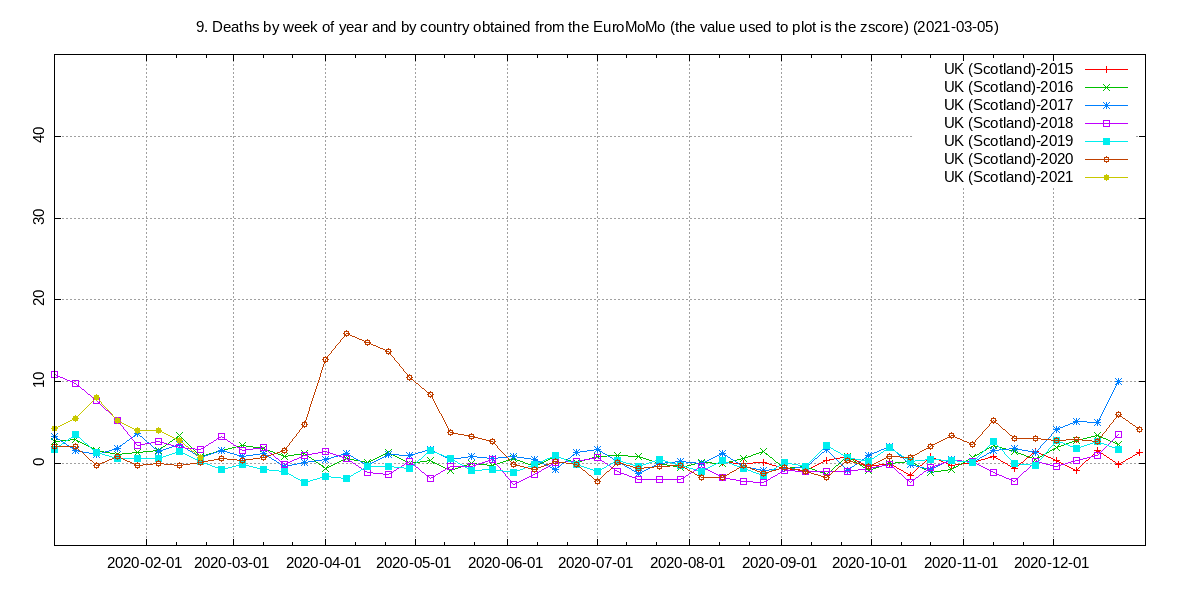 9. Deaths by week of year and by country obtained from the EuroMoMo (the value used to plot is the zscore) (2021-03-05)
UK (Scotland)-2015
UK (Scotland)-2016
UK (Scotland)-2017
UK (Scotland)-2018
UK (Scotland)-2019
UK (Scotland)-2020
UK (Scotland)-2021
40
30
20
10
0
2020-02-01 2020-03-01 2020-04-01 2020-05-01 2020-06-01 2020-07-01 2020-08-01 2020-09-01 2020-10-01 2020-11-01 2020-12-01